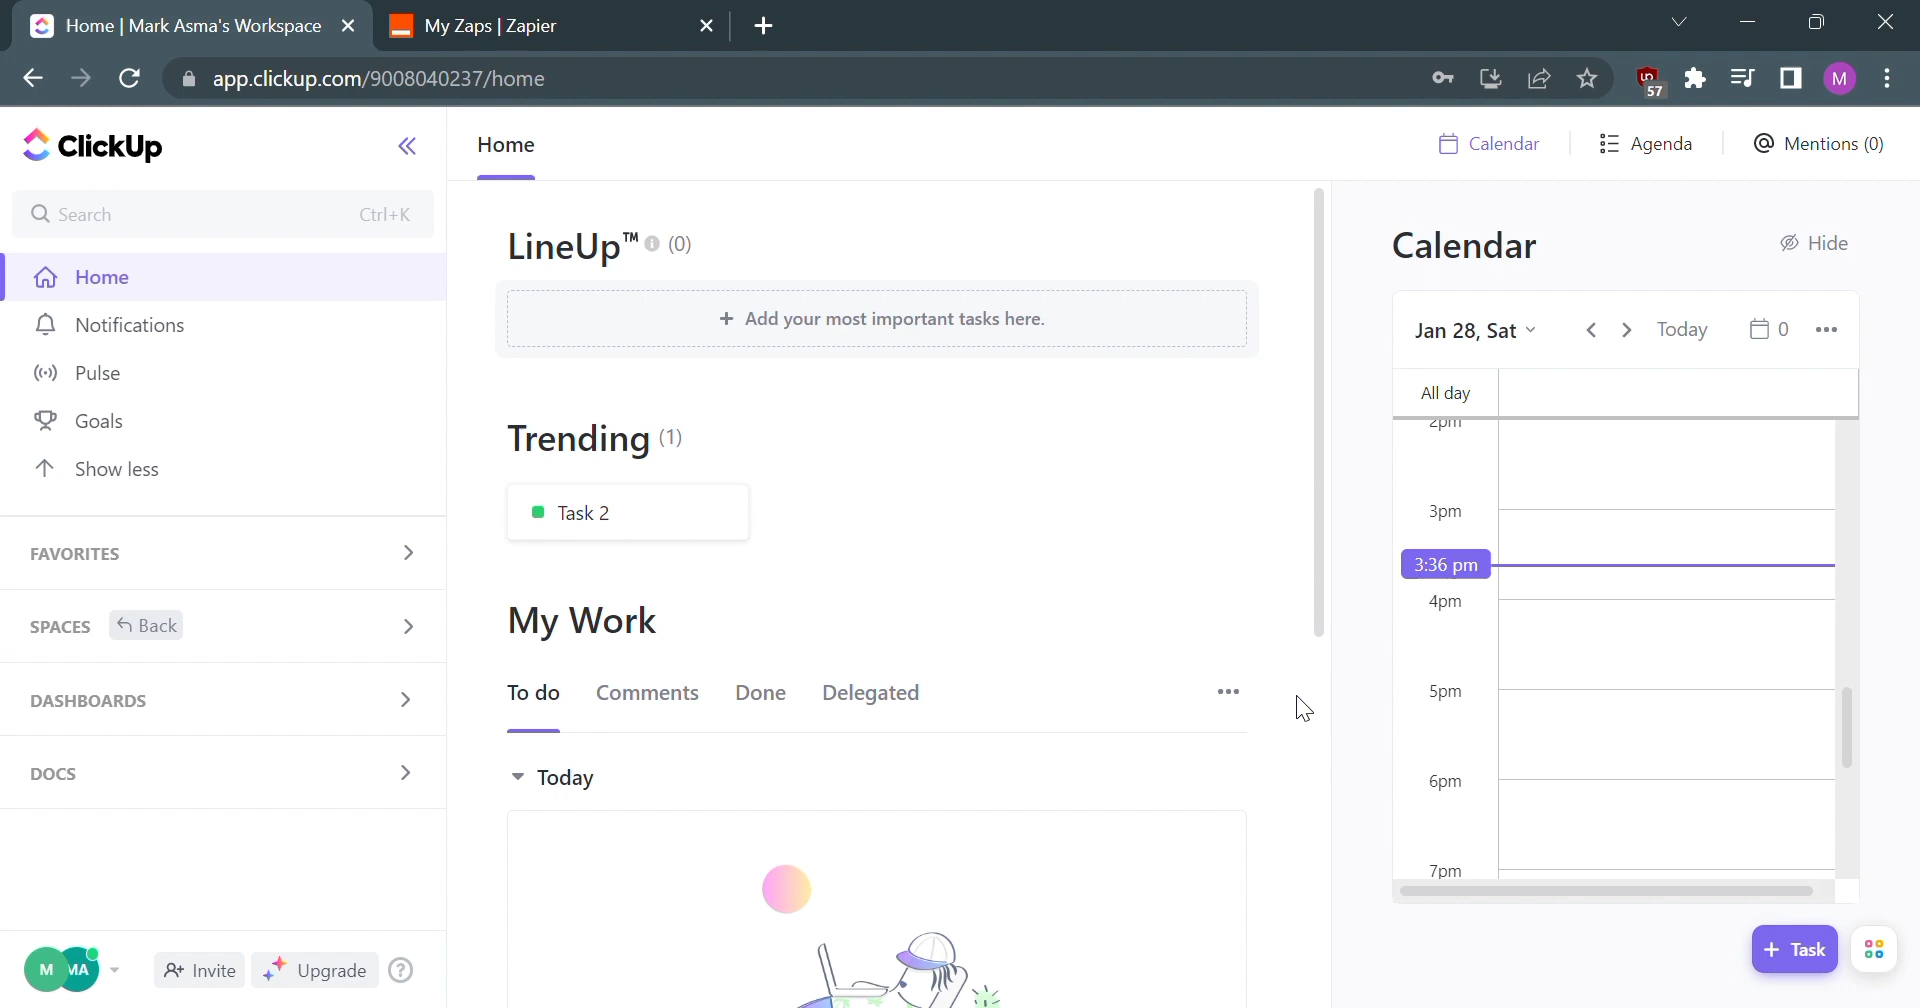 Home | Mark Asma's Workspace
My Zaps | Zapier
app.clickup.com/9008040237/home
57
M
ClickUp
Search
Ctrl+K
Home
Notifications
Pulse
Goals
Show less
FAVORITES
SPACES
Back
DASHBOARDS
DOCS
M
MA
Invite
Upgrade
?
Home
Calendar
Agenda
Mentions (0)
LineUp™ (0)
+ Add your most important tasks here.
Trending (1)
Task 2
My Work
To do
Comments
Done
Delegated
Today
Calendar
Hide
Jan 28, Sat
Today
0
All day
2pm
3pm
3:36 pm
4pm
5pm
6pm
7pm
+ Task